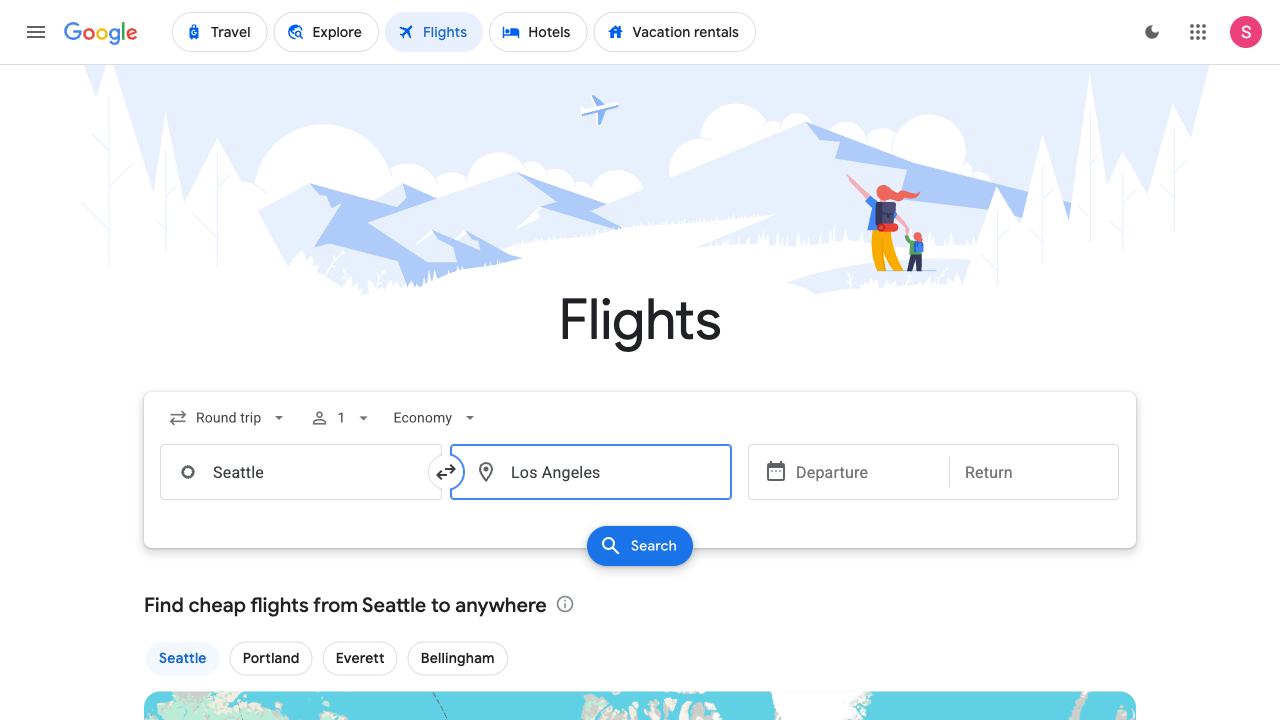 Google
Travel
Explore
Flights
Hotels
Vacation rentals
S
Flights
Round trip
1
Economy
Seattle
Los Angeles
Departure
Return
Search
Find cheap flights from Seattle to anywhere
Seattle
Portland
Everett
Bellingham